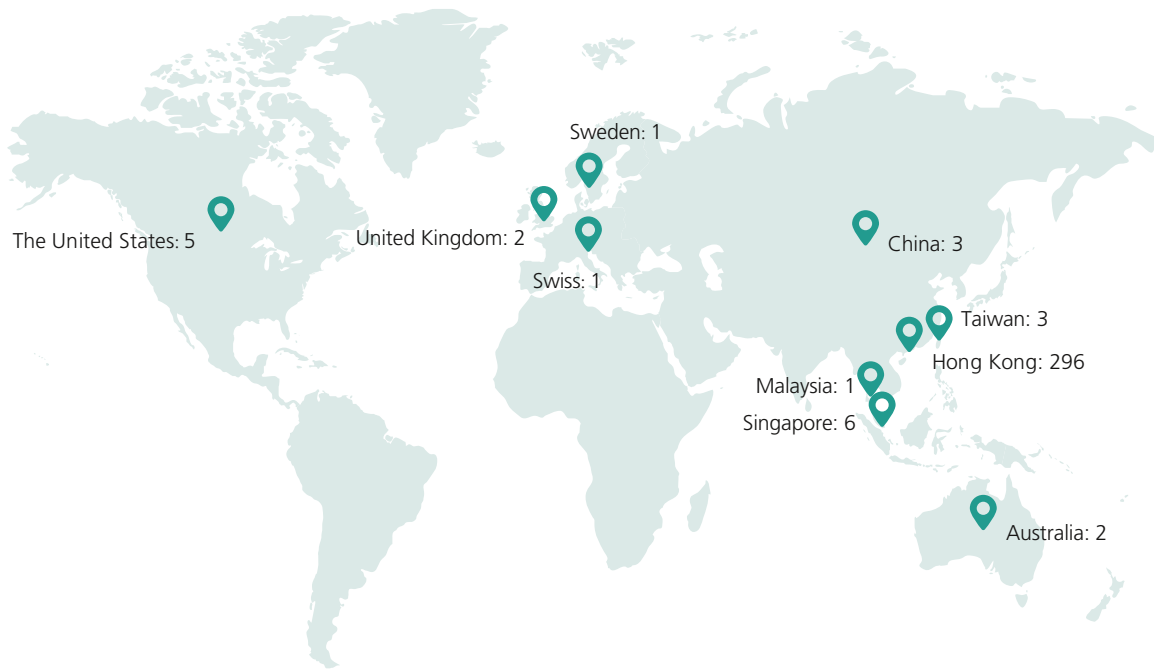 Sweden: 1
The United States: 5
United Kingdom: 2
China: 3
Swiss: 1
Taiwan: 3
Hong Kong: 296
Malaysia: 1
Singapore: 6
Australia: 2